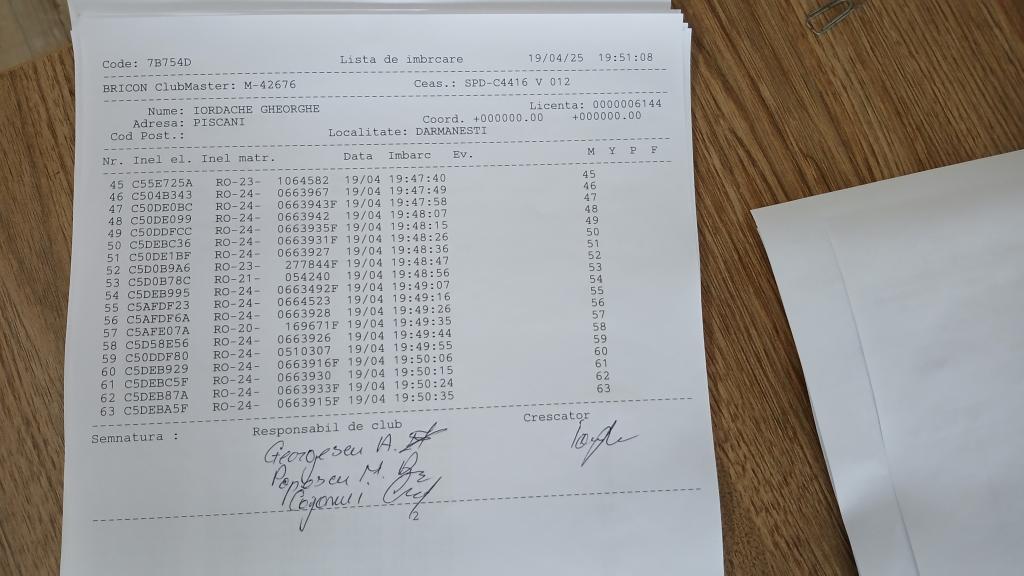 Code: 7B754D Lista de imbrcare 19/04/25 19:51:08
BRICON ClubMaster: M-42676 Ceas.: SPD-C4416 V 012
Nume: IORDACHE GHEORGHE Licenta: 0000006144
Adresa: PISCANI Coord. +000000.00 +000000.00
Cod Post.: Localitate: DARMANESTI
Nr. Inel el. Inel matr. Data Imbarc Ev. M Y P F
45 C55E725A RO-23- 1064582 19/04 19:47:40 45
46 C504B343 RO-24- 0663967 19/04 19:47:49 46
47 C50DE0BC RO-24- 0663943F 19/04 19:47:58 47
48 C50DE099 RO-24- 0663942 19/04 19:48:07 48
49 C50DDFCC RO-24- 0663935F 19/04 19:48:15 49
50 C5DEBC36 RO-24- 0663931F 19/04 19:48:26 50
51 C50DE1BF RO-24- 0663927 19/04 19:48:36 51
52 C5D0B9A6 RO-23- 277844F 19/04 19:48:47 52
53 C5D0B78C RO-21- 054240 19/04 19:48:56 53
54 C5DEB995 RO-24- 0663492F 19/04 19:49:07 54
55 C5AFDF23 RO-24- 0664523 19/04 19:49:16 55
56 C5AFDF6A RO-24- 0663928 19/04 19:49:26 56
57 C5AFE07A RO-20- 169671F 19/04 19:49:35 57
58 C5D58E56 RO-24- 0663926 19/04 19:49:44 58
59 C50DDF80 RO-24- 0510307 19/04 19:49:55 59
60 C5DEB929 RO-24- 0663916F 19/04 19:50:06 60
61 C5DEBC5F RO-24- 0663930 19/04 19:50:15 61
62 C5DEB87A RO-24- 0663933F 19/04 19:50:24 62
63 C5DEBA5F RO-24- 0663915F 19/04 19:50:35 63
Semnatura : Responsabil de club Crescator
Georgescu A.
Popescu M.